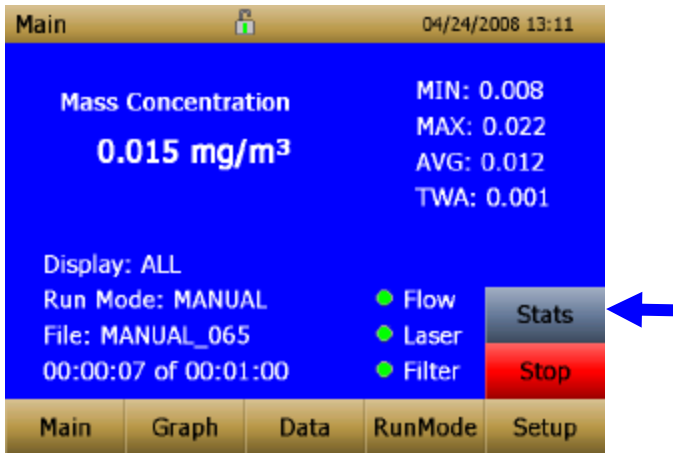 Main 04/24/2008 13:11
Mass Concentration
0.015 mg/m³
MIN: 0.008
MAX: 0.022
AVG: 0.012
TWA: 0.001
Display: ALL
Run Mode: MANUAL
File: MANUAL_065
00:00:07 of 00:01:00
Flow
Laser
Filter
Stats
Stop
Main Graph Data RunMode Setup